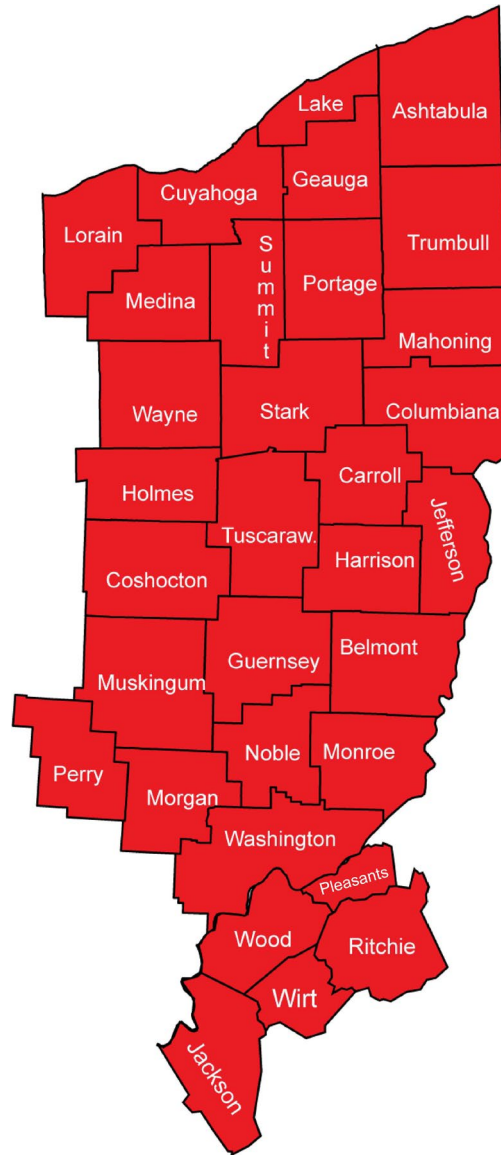 Lake
Ashtabula
Geauga
Cuyahoga
Lorain
Trumbull
Summit
Portage
Medina
Mahoning
Wayne
Stark
Columbiana
Carroll
Holmes
Jefferson
Tuscaraw.
Harrison
Coshocton
Belmont
Guernsey
Muskingum
Noble
Monroe
Perry
Morgan
Washington
Pleasants
Wood
Ritchie
Wirt
Jackson